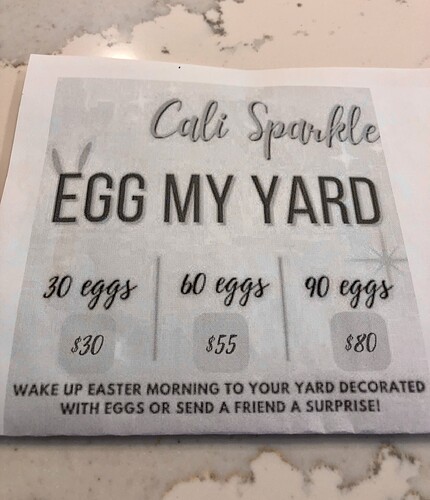 Cali Sparkle
EGG MY YARD
30 eggs 60 eggs 90 eggs
$30 $55 $80
WAKE UP EASTER MORNING TO YOUR YARD DECORATED
WITH EGGS OR SEND A FRIEND A SURPRISE!